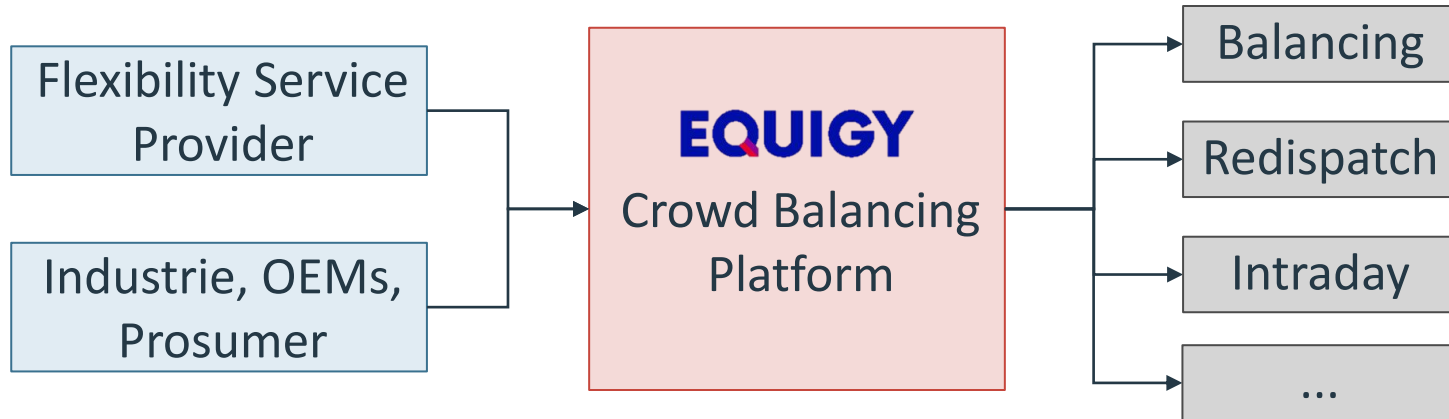 Flexibility Service
Provider
Industrie, OEMs,
Prosumer
EQUIGY
Crowd Balancing
Platform
Balancing
Redispatch
Intraday
...